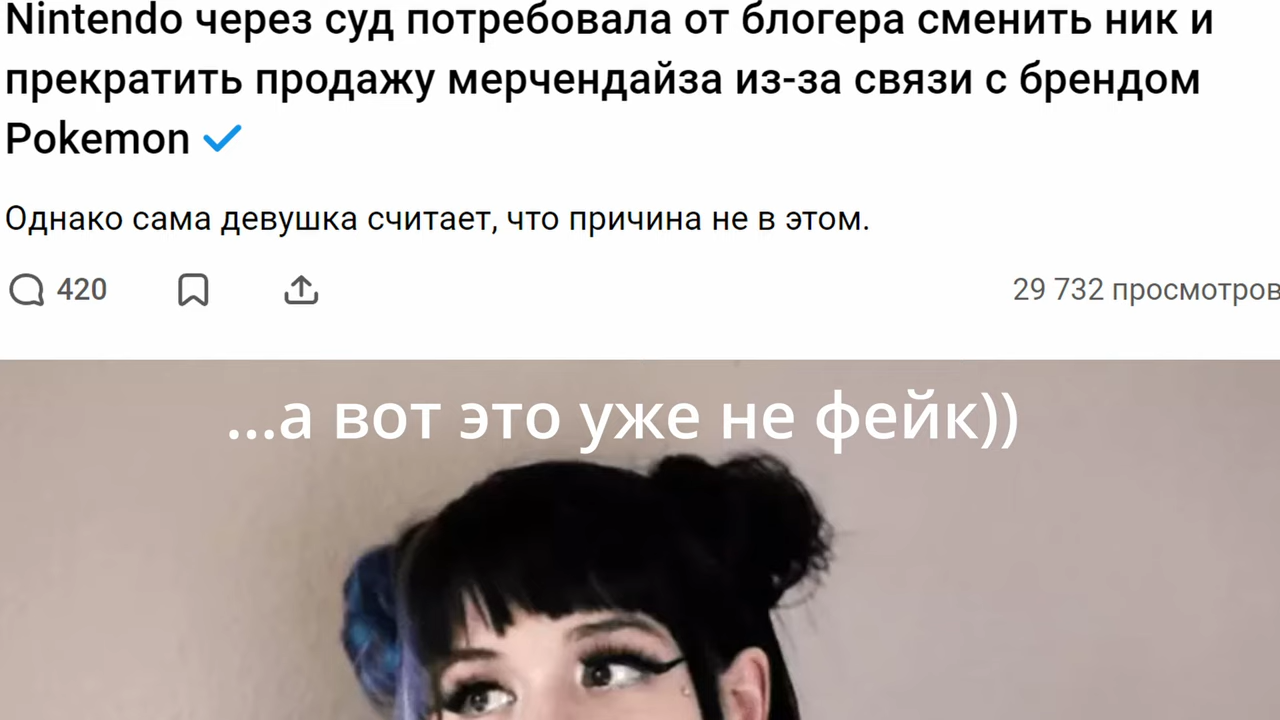 Nintendo через суд потребовала от блогера сменить ник и
прекратить продажу мерчендайза из-за связи с брендом
Pokemon
Однако сама девушка считает, что причина не в этом.
420
29 732 просмотров
...а вот это уже не фейк))